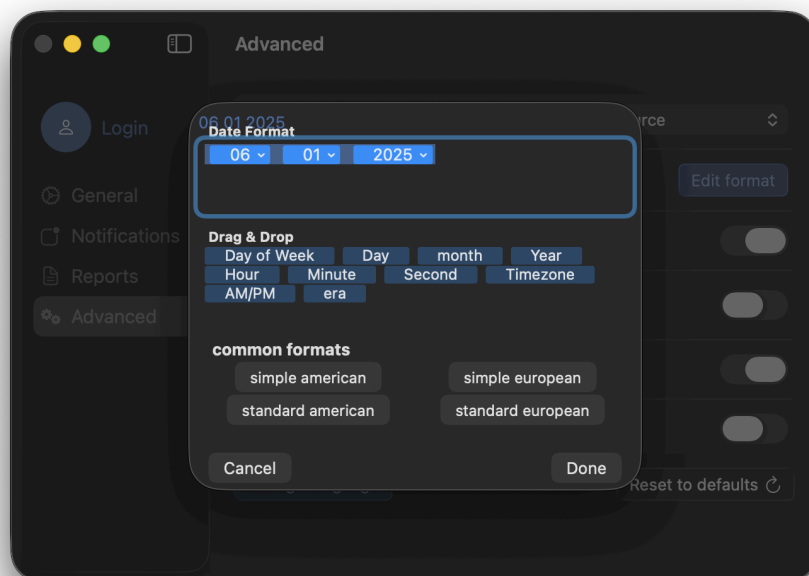 Advanced
Login
General
Notifications
Reports
Advanced
06 01 2025
Date Format
06 01 2025
Edit format
Drag & Drop
Day of Week Day month Year
Hour Minute Second Timezone
AM/PM era
common formats
simple american simple european
standard american standard european
Cancel Done
Reset to defaults